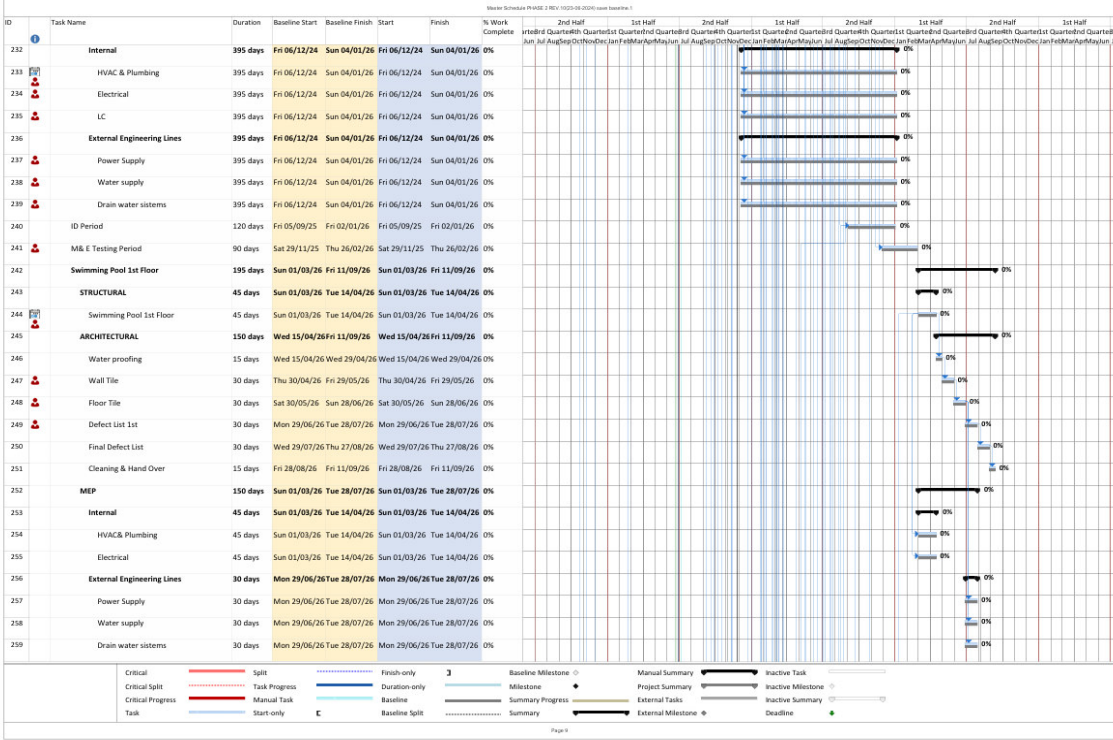 Master Schedule PHASE 2 REV.10(23-06-2024) save baseline 1
ID Task Name Duration Baseline Start Baseline Finish Start Finish % Work Complete
2nd Half 1st Half 2nd Half 1st Half 2nd Half 1st Half 2nd Half 1st Half
232 Internal 395 days Fri 06/12/24 Sun 04/01/26 Fri 06/12/24 Sun 04/01/26 0% 0%
233 HVAC & Plumbing 395 days Fri 06/12/24 Sun 04/01/26 Fri 06/12/24 Sun 04/01/26 0% 0%
234 Electrical 395 days Fri 06/12/24 Sun 04/01/26 Fri 06/12/24 Sun 04/01/26 0% 0%
235 LC 395 days Fri 06/12/24 Sun 04/01/26 Fri 06/12/24 Sun 04/01/26 0% 0%
236 External Engineering Lines 395 days Fri 06/12/24 Sun 04/01/26 Fri 06/12/24 Sun 04/01/26 0% 0%
237 Power Supply 395 days Fri 06/12/24 Sun 04/01/26 Fri 06/12/24 Sun 04/01/26 0% 0%
238 Water supply 395 days Fri 06/12/24 Sun 04/01/26 Fri 06/12/24 Sun 04/01/26 0% 0%
239 Drain water sistems 395 days Fri 06/12/24 Sun 04/01/26 Fri 06/12/24 Sun 04/01/26 0% 0%
240 ID Period 120 days Fri 05/09/25 Fri 02/01/26 Fri 05/09/25 Fri 02/01/26 0% 0%
241 M& E Testing Period 90 days Sat 29/11/25 Thu 26/02/26 Sat 29/11/25 Thu 26/02/26 0% 0%
242 Swimming Pool 1st Floor 195 days Sun 01/03/26 Fri 11/09/26 Sun 01/03/26 Fri 11/09/26 0% 0%
243 STRUCTURAL 45 days Sun 01/03/26 Tue 14/04/26 Sun 01/03/26 Tue 14/04/26 0% 0%
244 Swimming Pool 1st Floor 45 days Sun 01/03/26 Tue 14/04/26 Sun 01/03/26 Tue 14/04/26 0% 0%
245 ARCHITECTURAL 150 days Wed 15/04/26 Fri 11/09/26 Wed 15/04/26 Fri 11/09/26 0% 0%
246 Water proofing 15 days Wed 15/04/26 Wed 29/04/26 Wed 15/04/26 Wed 29/04/26 0% 0%
247 Wall Tile 30 days Thu 30/04/26 Fri 29/05/26 Thu 30/04/26 Fri 29/05/26 0% 0%
248 Floor Tile 30 days Sat 30/05/26 Sun 28/06/26 Sat 30/05/26 Sun 28/06/26 0% 0%
249 Defect List 1st 30 days Mon 29/06/26 Tue 28/07/26 Mon 29/06/26 Tue 28/07/26 0% 0%
250 Final Defect List 30 days Wed 29/07/26 Thu 27/08/26 Wed 29/07/26 Thu 27/08/26 0% 0%
251 Cleaning & Hand Over 15 days Fri 28/08/26 Fri 11/09/26 Fri 28/08/26 Fri 11/09/26 0% 0%
252 MEP 150 days Sun 01/03/26 Tue 28/07/26 Sun 01/03/26 Tue 28/07/26 0% 0%
253 Internal 45 days Sun 01/03/26 Tue 14/04/26 Sun 01/03/26 Tue 14/04/26 0% 0%
254 HVAC& Plumbing 45 days Sun 01/03/26 Tue 14/04/26 Sun 01/03/26 Tue 14/04/26 0% 0%
255 Electrical 45 days Sun 01/03/26 Tue 14/04/26 Sun 01/03/26 Tue 14/04/26 0% 0%
256 External Engineering Lines 30 days Mon 29/06/26 Tue 28/07/26 Mon 29/06/26 Tue 28/07/26 0% 0%
257 Power Supply 30 days Mon 29/06/26 Tue 28/07/26 Mon 29/06/26 Tue 28/07/26 0% 0%
258 Water supply 30 days Mon 29/06/26 Tue 28/07/26 Mon 29/06/26 Tue 28/07/26 0% 0%
259 Drain water sistems 30 days Mon 29/06/26 Tue 28/07/26 Mon 29/06/26 Tue 28/07/26 0% 0%
Critical Split Finish-only Baseline Milestone Manual Summary Inactive Task
Critical Split Task Progress Duration-only Milestone Project Summary Inactive Milestone
Critical Progress Manual Task Baseline Summary Progress External Tasks Inactive Summary
Task Start-only Baseline Split Summary External Milestone Deadline